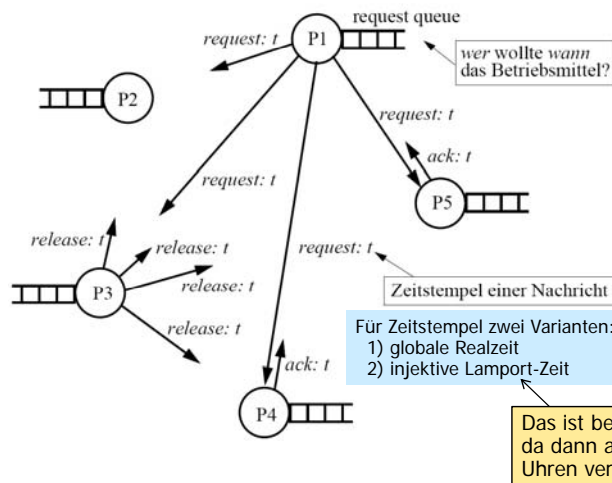 request queue
P1
request: t
wer wollte wann
das Betriebsmittel?
P2
request: t
ack: t
request: t
P5
release: t
release: t
request: t
P3
release: t
Zeitstempel einer Nachricht
release: t
Für Zeitstempel zwei Varianten:
1) globale Realzeit
2) injektive Lamport-Zeit
ack: t
P4
Das ist be
da dann a
Uhren ver